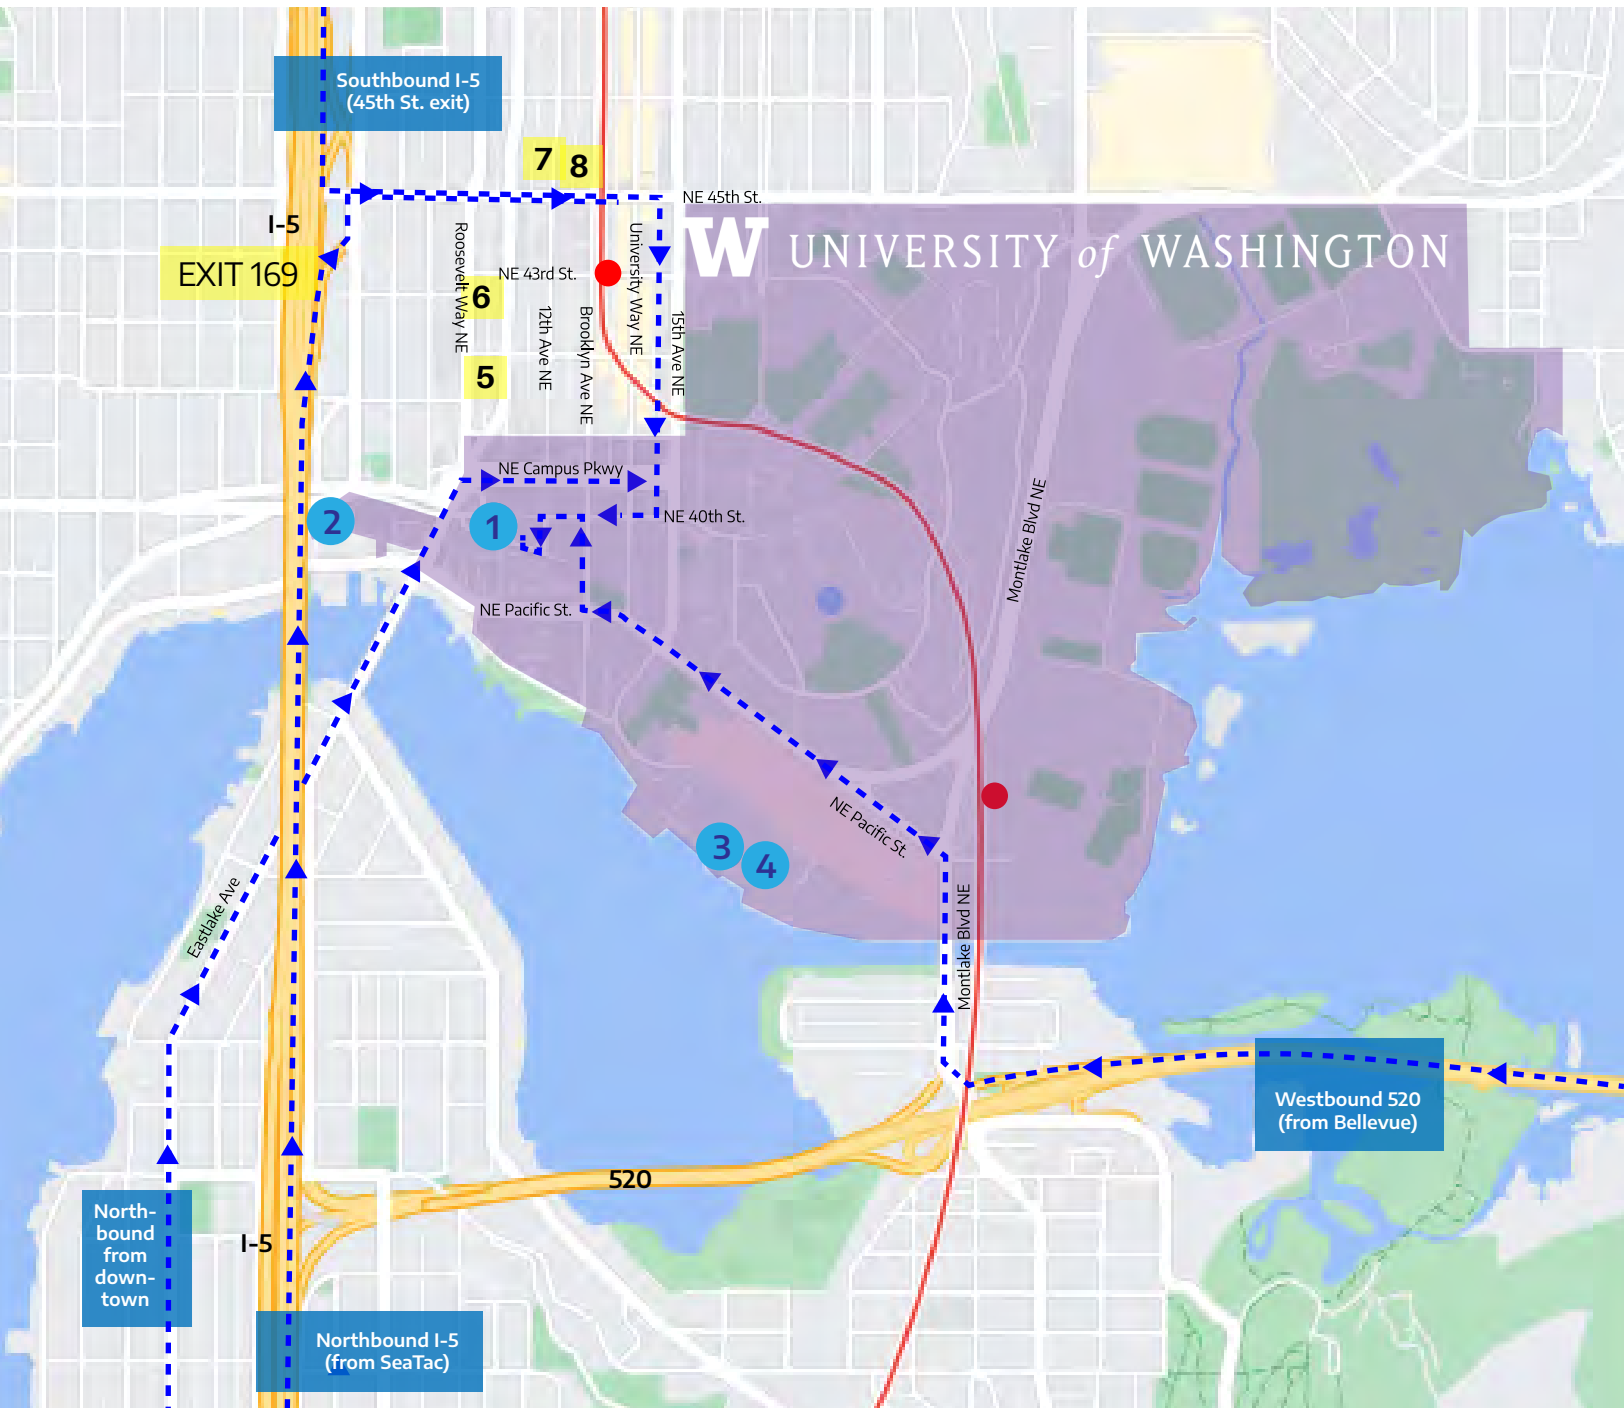 Southbound I-5
(45th St. exit)
7
8
NE 45th St.
I-5
EXIT 169
W UNIVERSITY of WASHINGTON
Roosevelt Way NE
NE 43rd St.
University Way NE
6
12th Ave NE
Brooklyn Ave NE
15th Ave NE
5
NE Campus Pkwy
Montlake Blvd NE
2
1
NE 40th St.
NE Pacific St.
NE Pacific St.
3
4
Eastlake Ave
Montlake Blvd NE
Westbound 520
(from Bellevue)
520
North-
bound
from
down-
town
I-5
Northbound I-5
(from SeaTac)